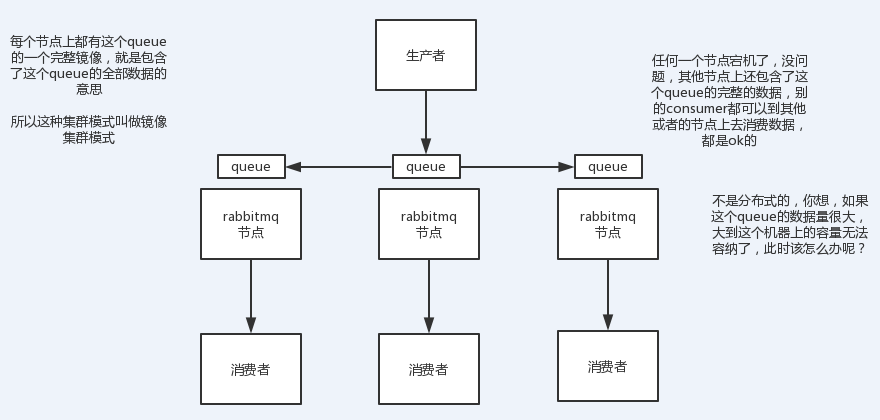 每个节点上都有这个queue
的一个完整镜像，就是包含
了这个queue的全部数据的
意思
所以这种集群模式叫做镜像
集群模式
生产者
任何一个节点宕机了，没问
题，其他节点上还包含了这
个queue的完整的数据，别
的consumer都可以到其他
或者的节点上去消费数据，
都是ok的
queue
queue
queue
rabbitmq
节点
rabbitmq
节点
rabbitmq
节点
不是分布式的，你想，如果
这个queue的数据量很大，
大到这个机器上的容量无法
容纳了，此时该怎么办呢？
消费者
消费者
消费者